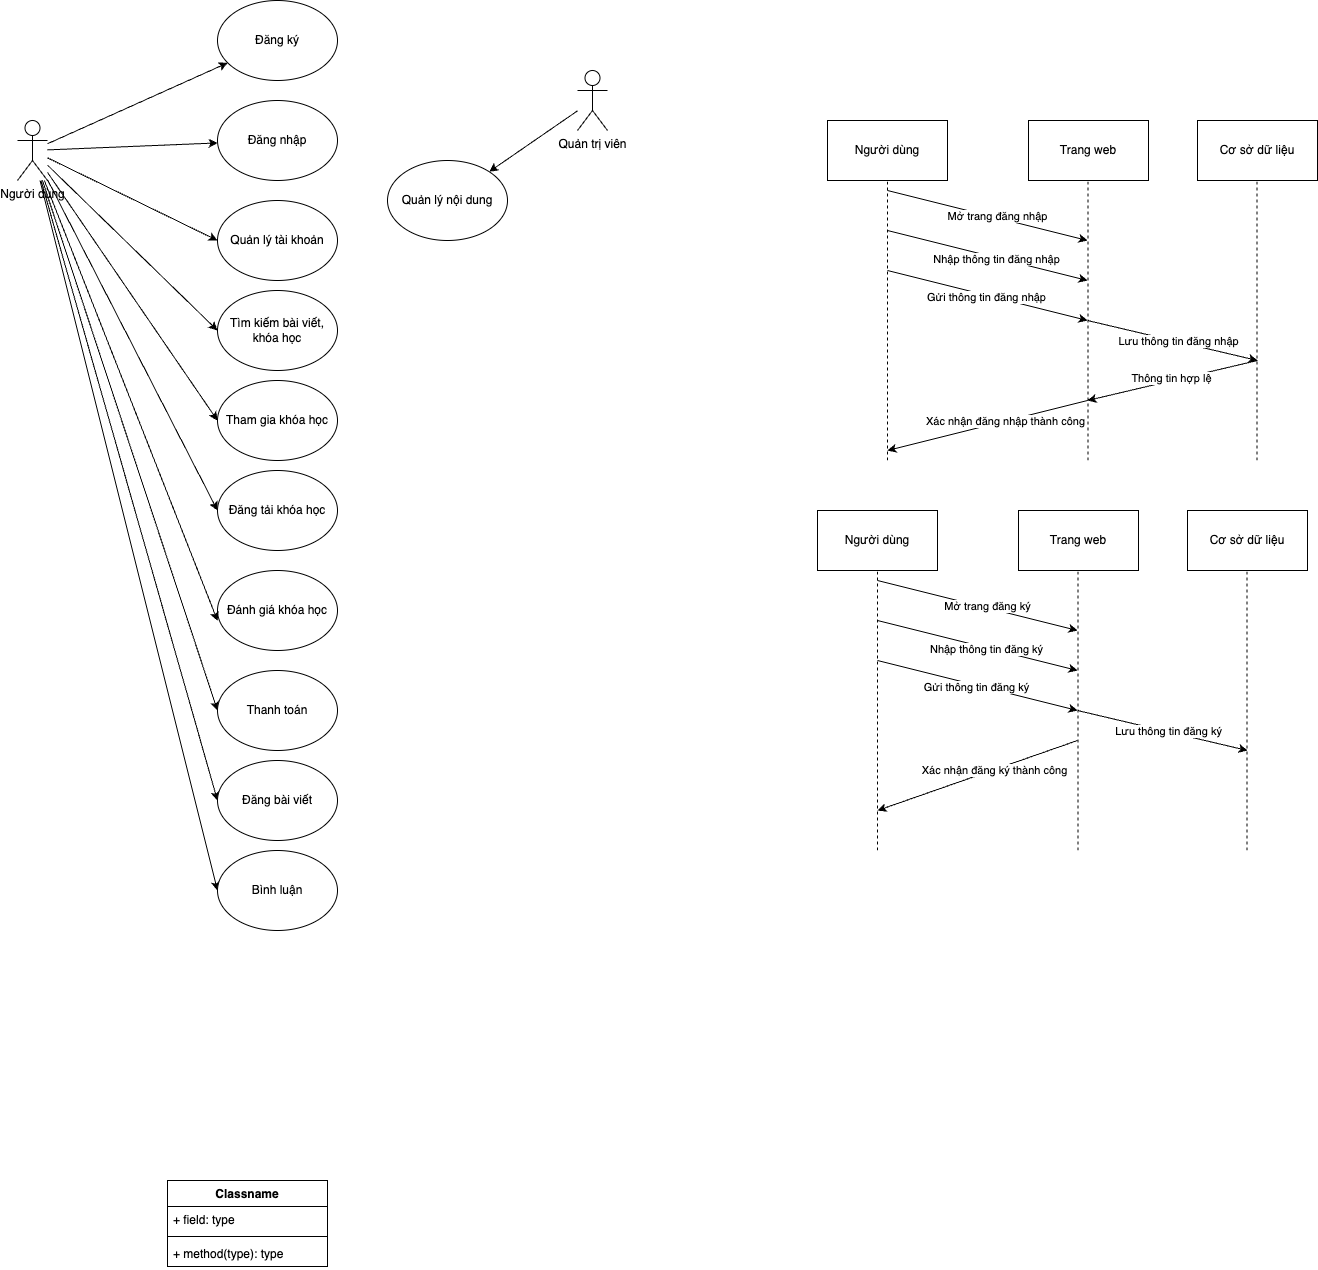 Đăng ký
Đăng nhập
Người dùng
Quản lý tài khoản
Tìm kiếm bài viết,
khóa học
Tham gia khóa học
Đăng tải khóa học
Đánh giá khóa học
Thanh toán
Đăng bài viết
Bình luận
Quản trị viên
Quản lý nội dung
Người dùng
Trang web
Cơ sở dữ liệu
Mở trang đăng nhập
Nhập thông tin đăng nhập
Gửi thông tin đăng nhập
Lưu thông tin đăng nhập
Thông tin hợp lệ
Xác nhận đăng nhập thành công
Người dùng
Trang web
Cơ sở dữ liệu
Mở trang đăng ký
Nhập thông tin đăng ký
Gửi thông tin đăng ký
Lưu thông tin đăng ký
Xác nhận đăng ký thành công
Classname
+ field: type
+ method(type): type